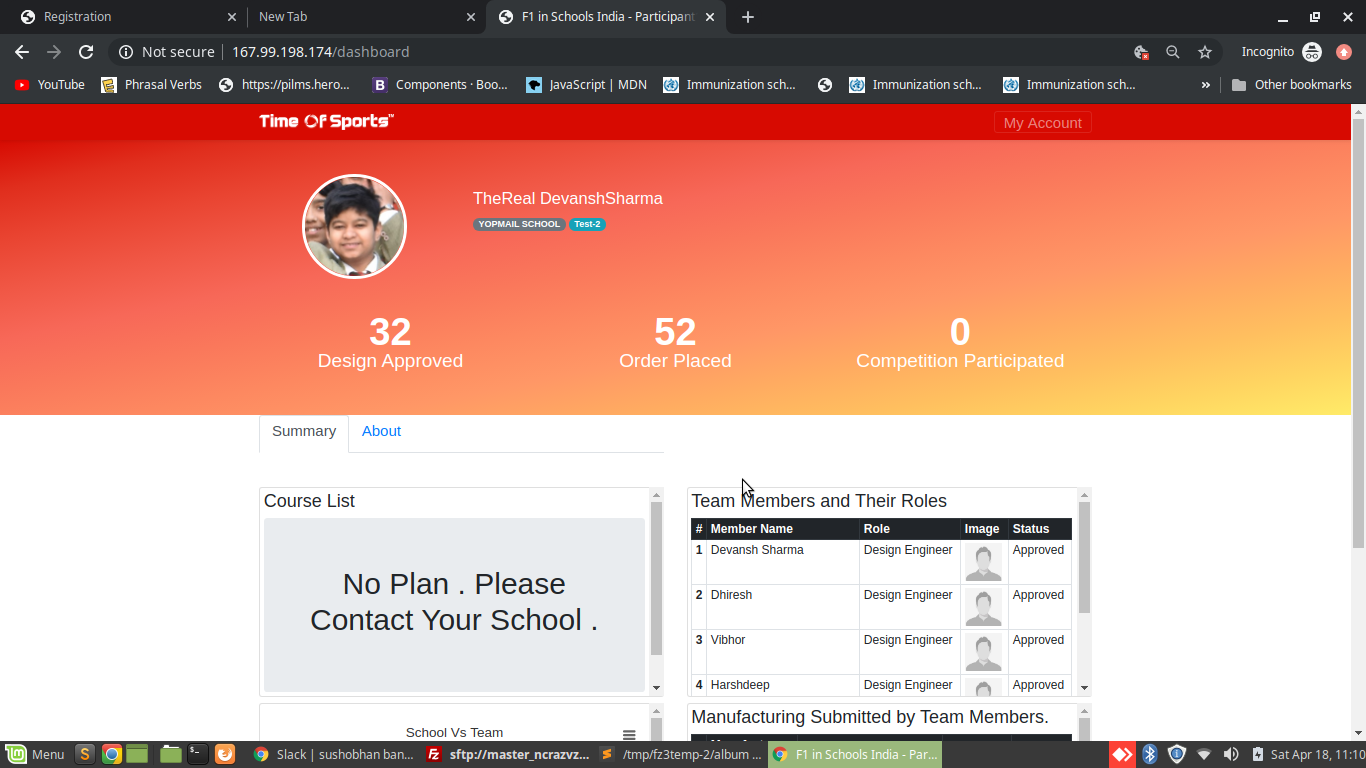 Registration
New Tab
F1 in Schools India - Participant
Not secure
167.99.198.174/dashboard
Incognito
YouTube
Phrasal Verbs
https://pilms.hero...
B
Components · Boo...
JavaScript | MDN
Immunization sch...
Immunization sch...
Immunization sch...
»
Other bookmarks
Time Of Sports™
My Account
TheReal DevanshSharma
YOPMAIL SCHOOL Test-2
32
Design Approved
52
Order Placed
0
Competition Participated
Summary
About
Course List
No Plan . Please
Contact Your School .
Team Members and Their Roles
# Member Name Role Image Status
1 Devansh Sharma Design Engineer Approved
2 Dhiresh Design Engineer Approved
3 Vibhor Design Engineer Approved
4 Harshdeep Design Engineer Approved
School Vs Team
Manufacturing Submitted by Team Members.
Menu
Slack | sushobhan ban...
sftp://master_ncrazvz...
/tmp/fz3temp-2/album ...
F1 in Schools India - Par...
Sat Apr 18, 11:10